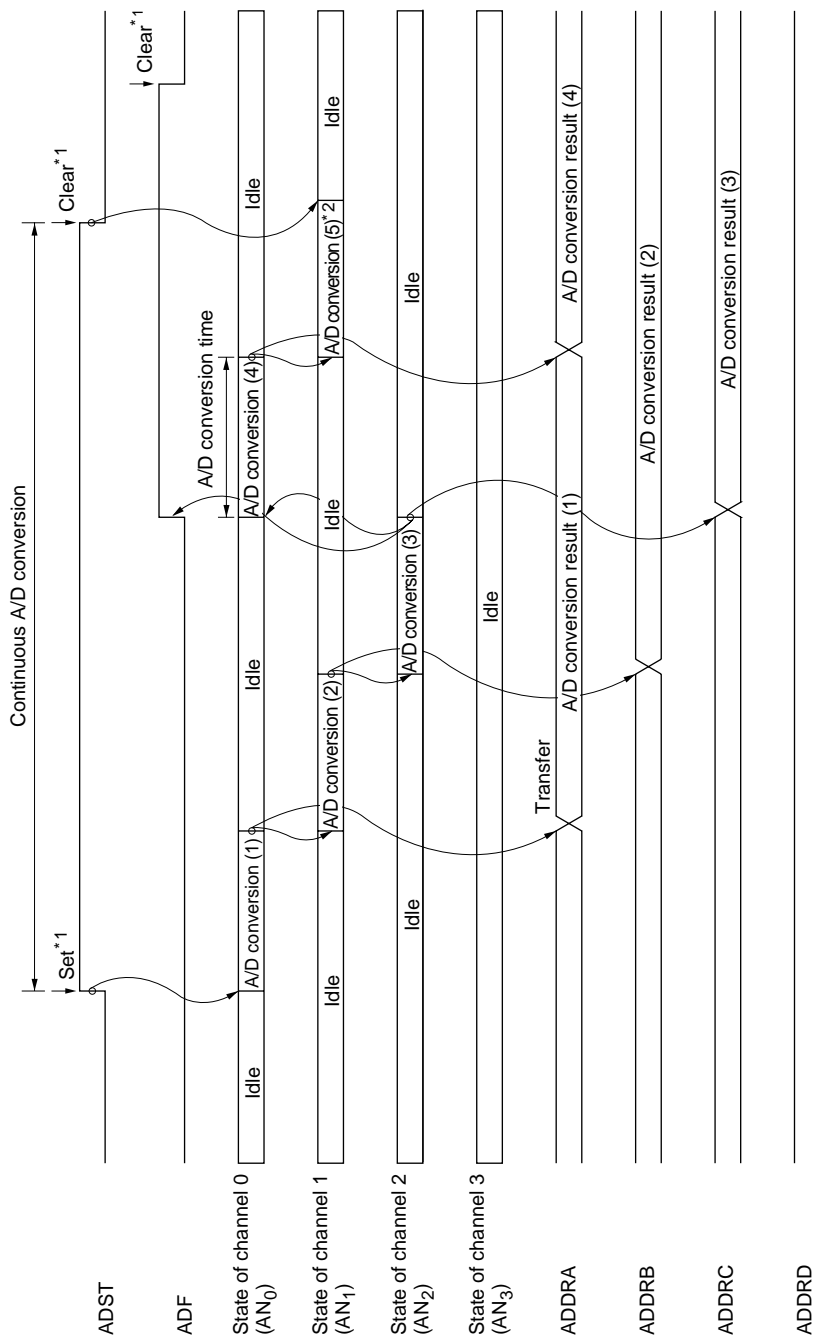 Continuous A/D conversion
Set*1
Clear*1
ADST
Clear*1
ADF
A/D conversion time
State of channel 0
(AN0)
Idle
A/D conversion (1)
Idle
A/D conversion (4)
Idle
State of channel 1
(AN1)
Idle
A/D conversion (2)
Idle
A/D conversion (5)*2
Idle
State of channel 2
(AN2)
Idle
A/D conversion (3)
Idle
State of channel 3
(AN3)
Idle
Transfer
ADDRA
A/D conversion result (1)
A/D conversion result (4)
ADDRB
A/D conversion result (2)
ADDRC
A/D conversion result (3)
ADDRD